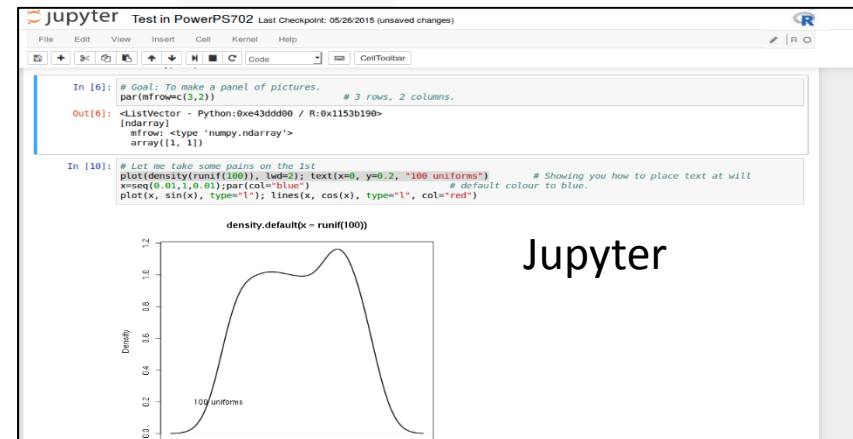 jupyter Test in PowerPS702 Last Checkpoint: 05/26/2015 (unsaved changes)
R
File Edit View Insert Cell Kernel Help
R
Code
CellToolbar
In [6]: # Goal: To make a panel of pictures.
par(mfrow=c(3,2)) # 3 rows, 2 columns.
Out[6]: <ListVector - Python:0xe43ddd00 / R:0x1153b190>
[ndarray]
mfrow: <type 'numpy.ndarray'>
array([1, 1])
In [10]: # Let me take some pains on the 1st
plot(density(runif(100)), lwd=2); text(x=0, y=0.2, "100 uniforms") # Showing you how to place text at will
x=seq(0.01,1,0.01);par(col="blue") # default colour to blue.
plot(x, sin(x), type="l"); lines(x, cos(x), type="l", col="red")
density.default(x = runif(100))
Jupyter
1.2
1.0
0.8
0.6
Density
0.4
0.2
100 uniforms
0.0